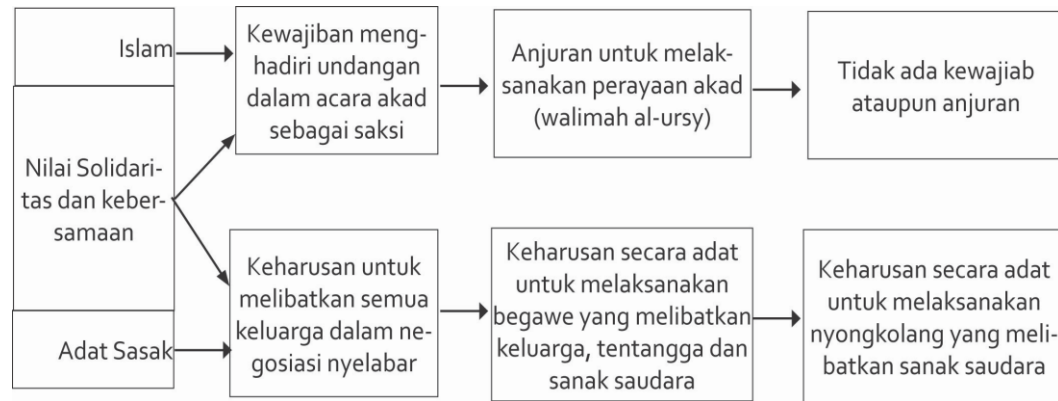 Islam
Kewajiban meng-
hadiri undangan
dalam acara akad
sebagai saksi
Anjuran untuk melak-
sanakan perayaan akad
(walimah al-ursy)
Tidak ada kewajiab
ataupun anjuran
Nilai Solidari-
tas dan keber-
samaan
Adat Sasak
Keharusan untuk
melibatkan semua
keluarga dalam ne-
gosiasi nyelabar
Keharusan secara adat
untuk melaksanakan
begawe yang melibatkan
keluarga, tentangga dan
sanak saudara
Keharusan secara adat
untuk melaksanakan
nyongkolang yang meli-
batkan sanak saudara